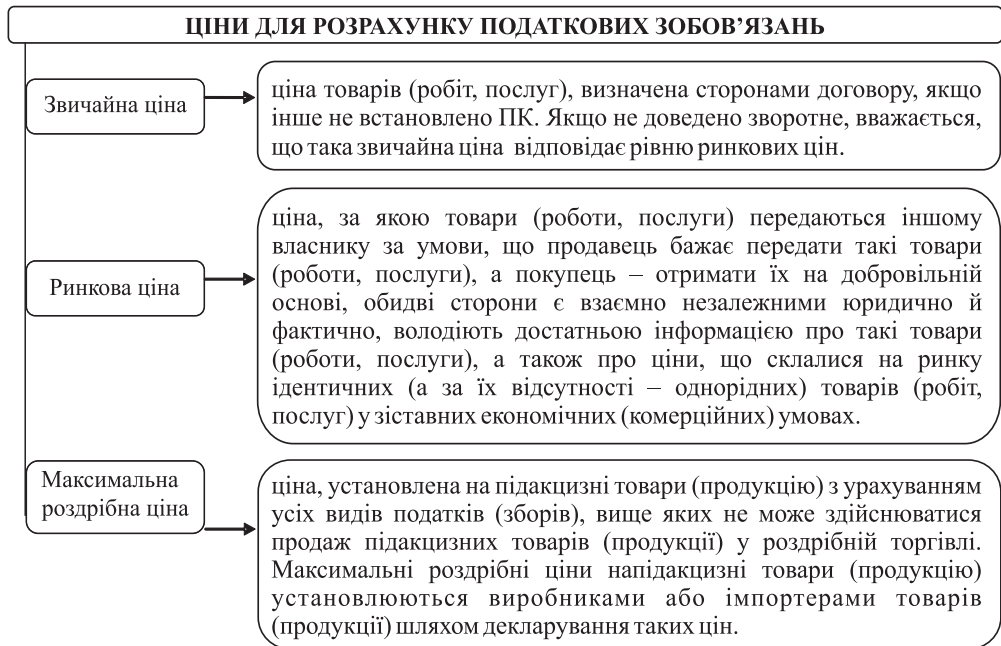 ЦІНИ ДЛЯ РОЗРАХУНКУ ПОДАТКОВИХ ЗОБОВ’ЯЗАНЬ
Звичайна ціна
ціна товарів (робіт, послуг), визначена сторонами договору, якщо
інше не встановлено ПК. Якщо не доведено зворотне, вважається,
що така звичайна ціна відповідає рівню ринкових цін.
Ринкова ціна
ціна, за якою товари (роботи, послуги) передаються іншому
власнику за умови, що продавець бажає передати такі товари
(роботи, послуги), а покупець – отримати їх на добровільній
основі, обидві сторони є взаємно незалежними юридично й
фактично, володіють достатньою інформацією про такі товари
(роботи, послуги), а також про ціни, що склалися на ринку
ідентичних (а за їх відсутності – однорідних) товарів (робіт,
послуг) у зіставних економічних (комерційних) умовах.
Максимальна
роздрібна ціна
ціна, установлена на підакцизні товари (продукцію) з урахуванням
усіх видів податків (зборів), вище яких не може здійснюватися
продаж підакцизних товарів (продукції) у роздрібній торгівлі.
Максимальні роздрібні ціни напідакцизні товари (продукцію)
установлюються виробниками або імпортерами товарів
(продукції) шляхом декларування таких цін.